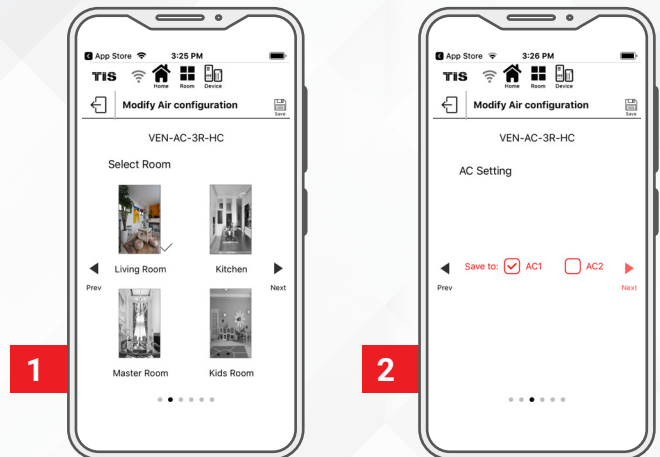 App Store 3:25 PM
TIS Home Room Device
Modify Air configuration Save
VEN-AC-3R-HC
Select Room
Living Room Kitchen
Prev Next
Master Room Kids Room
1
App Store 3:26 PM
TIS Home Room Device
Modify Air configuration Save
VEN-AC-3R-HC
AC Setting
Save to: AC1 AC2
Prev Next
2